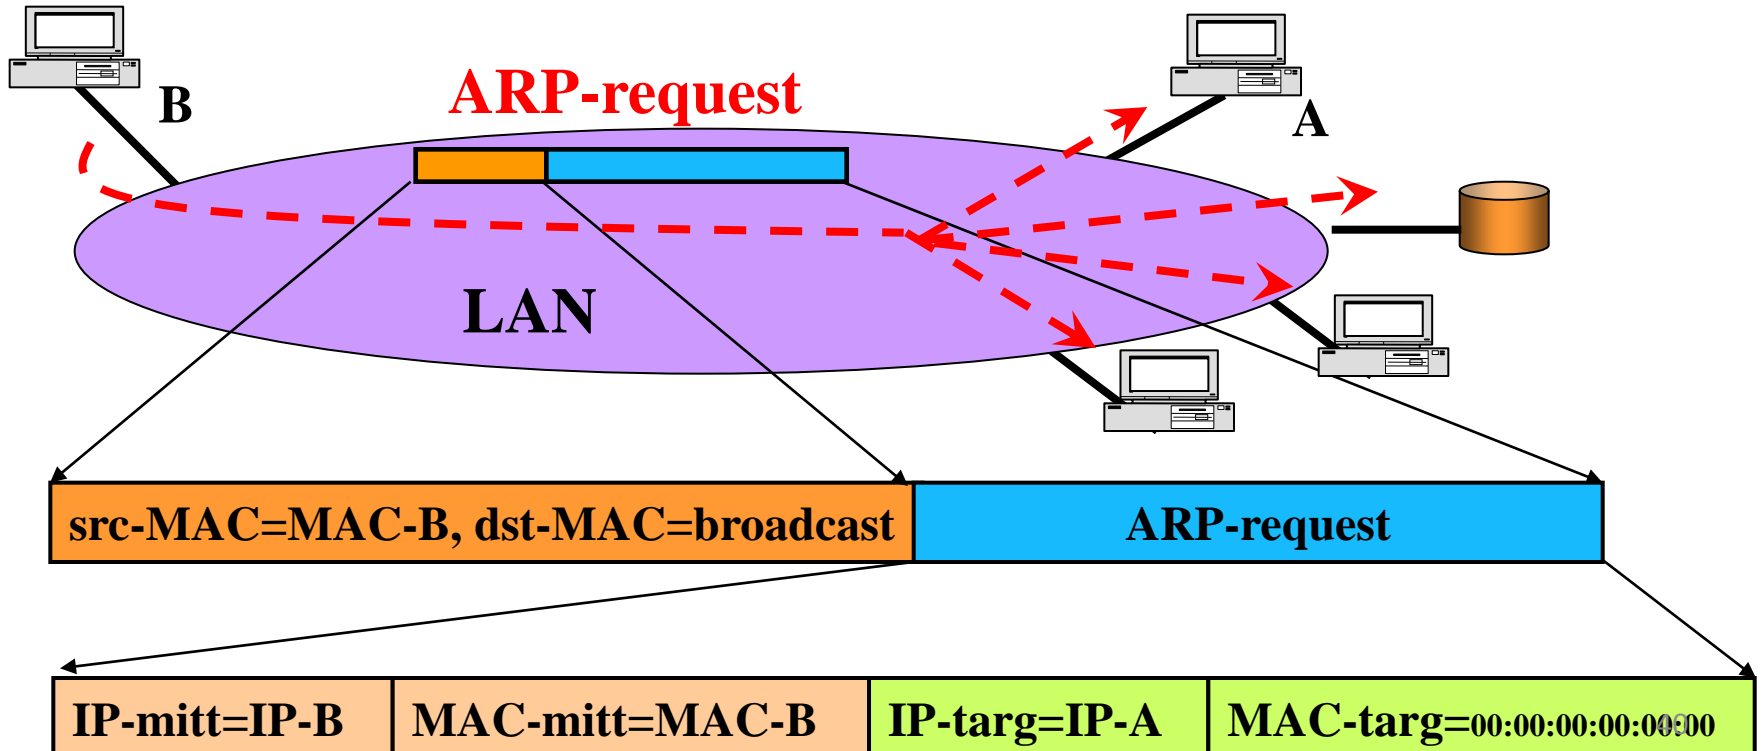 B
ARP-request
A
LAN
src-MAC=MAC-B, dst-MAC=broadcast
ARP-request
IP-mitt=IP-B
MAC-mitt=MAC-B
IP-targ=IP-A
MAC-targ=00:00:00:00:00:00
40